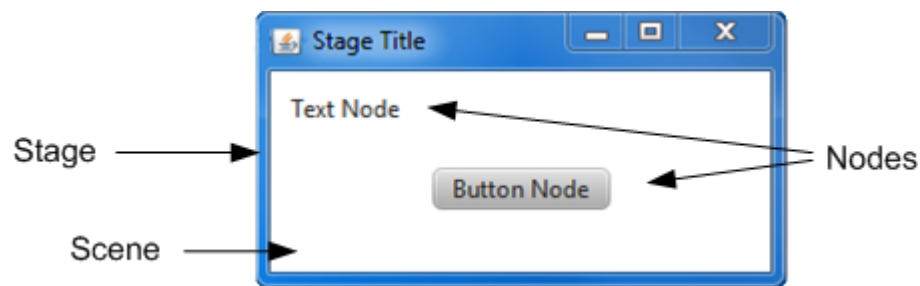 Stage Title
X
Text Node
Stage
Nodes
Button Node
Scene